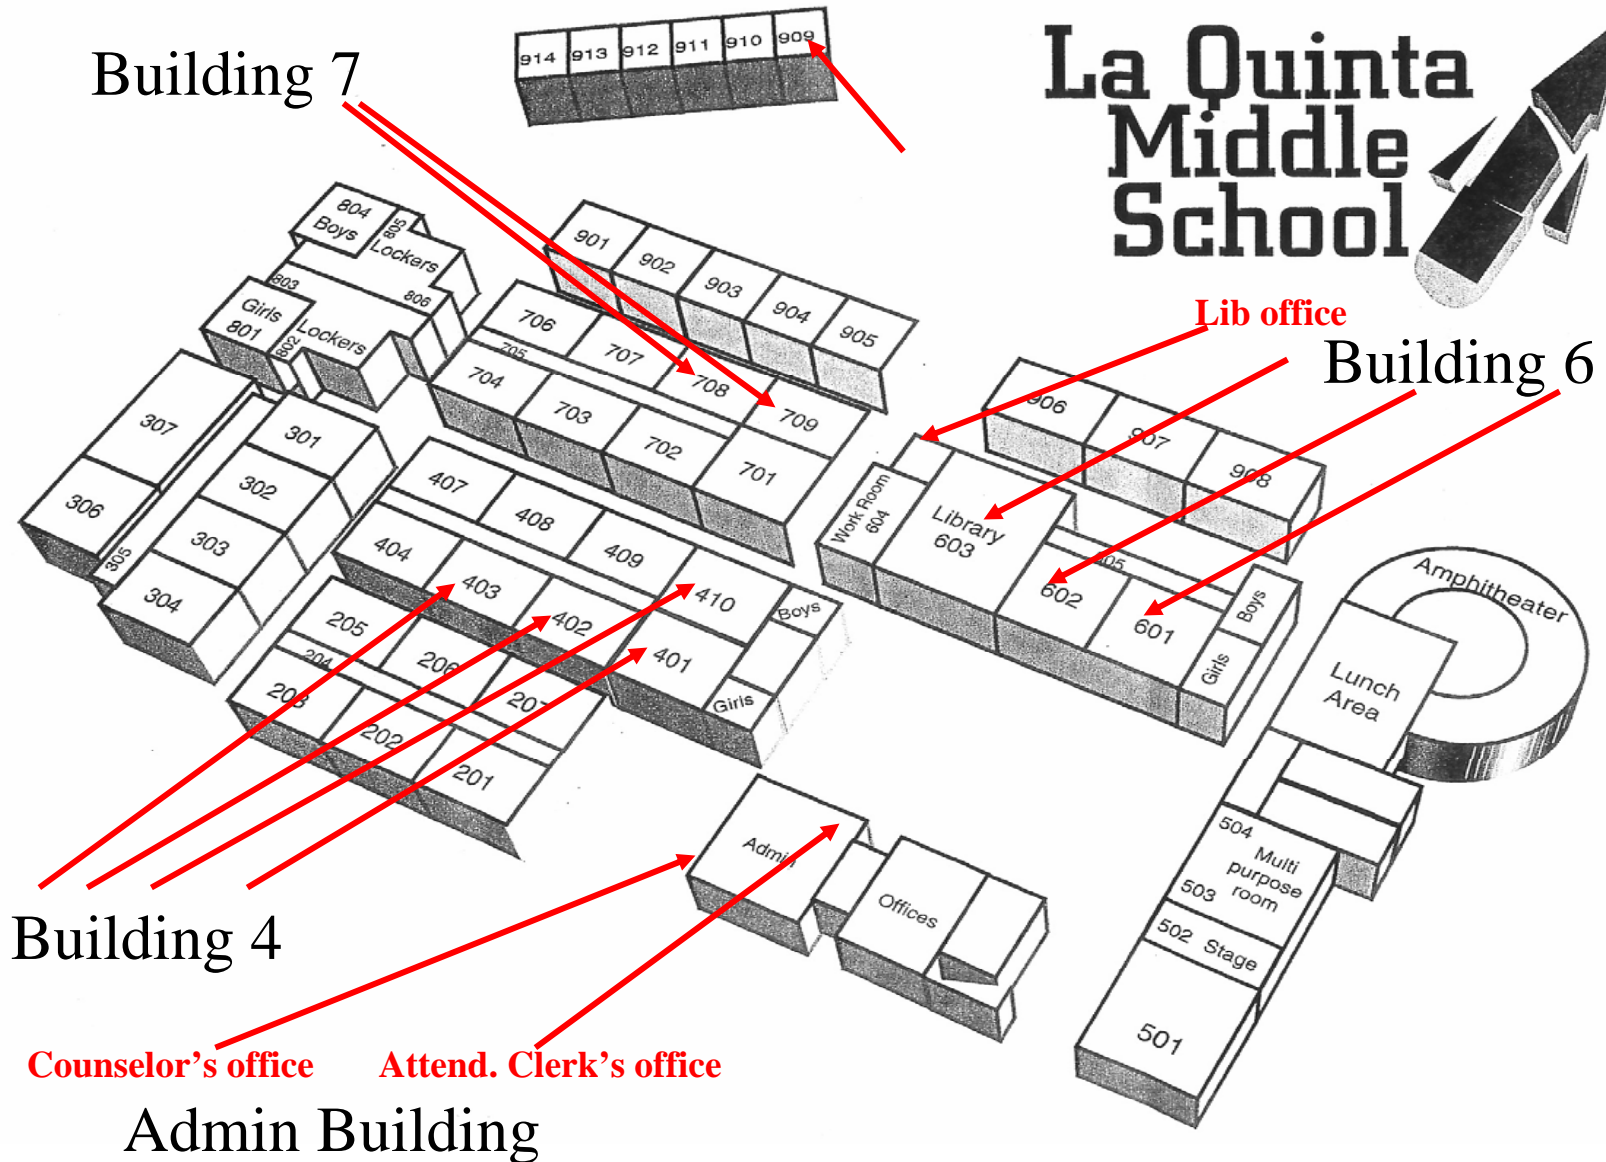 La Quinta
Middle
School
Building 7
914 913 912 911 910 909
804
Boys
805
Lockers
803
806
Girls
801
802
Lockers
901
902
903
904
905
706
707
708
709
705
704
703
702
701
Lib office
Building 6
906
907
908
307
306
305
301
302
303
304
407
408
409
410
404
403
402
401
Boys
Girls
Work Room
604
Library
603
602
601
Boys
Girls
205
206
207
204
203
202
201
Amphitheater
Lunch
Area
Admin
Offices
504
Multi
purpose
room
503
502 Stage
501
Building 4
Counselor’s office
Attend. Clerk’s office
Admin Building